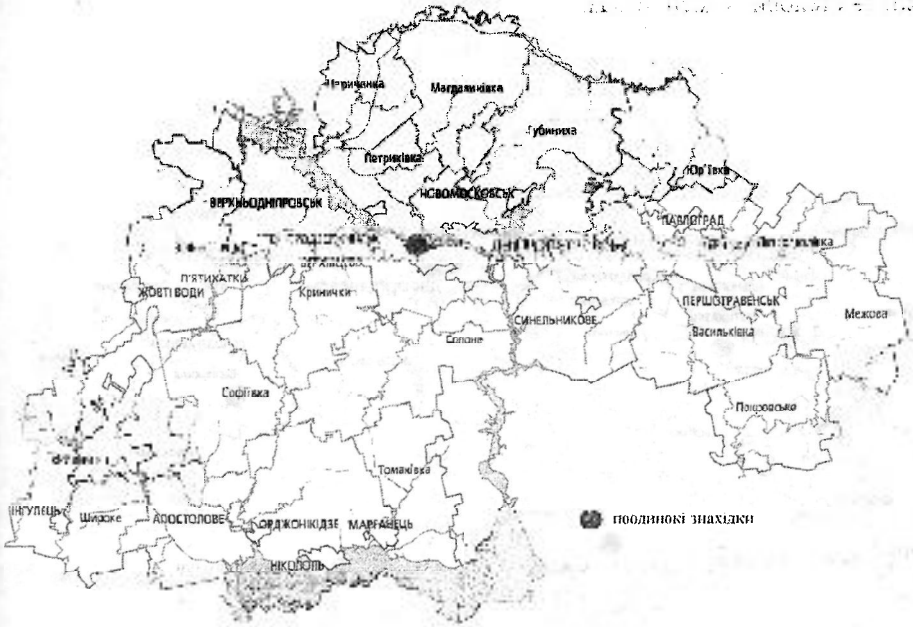 Магдалинівка
Губиниха
Петриківка
Юр'ївка
НОВОМОСКОВСЬК
ВЕРХНЬОДНІПРОВСЬК
ПАВЛОГРАД
П'ЯТИХАТКИ
ЖОВТІ ВОДИ
Кринички
ПЕРШОТРАВЕНСЬК
СИНЕЛЬНИКОВЕ
Васильківка
Межова
Солоне
Софіївка
Покровське
Томаківка
ІНГУЛЕЦЬ
Широке
АПОСТОЛОВЕ
ОРДЖОНІКІДЗЕ
МАРГАНЕЦЬ
поодинокі знахідки
НІКОПОЛЬ